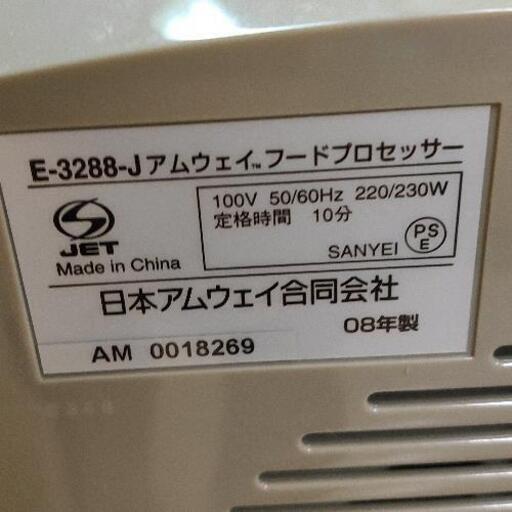 E-3288-J アムウェイ™フードプロセッサー
100V 50/60Hz 220/230W
定格時間 10分
SANYEI
PS
E
JET
Made in China
日本アムウェイ合同会社
08年製
AM 0018269